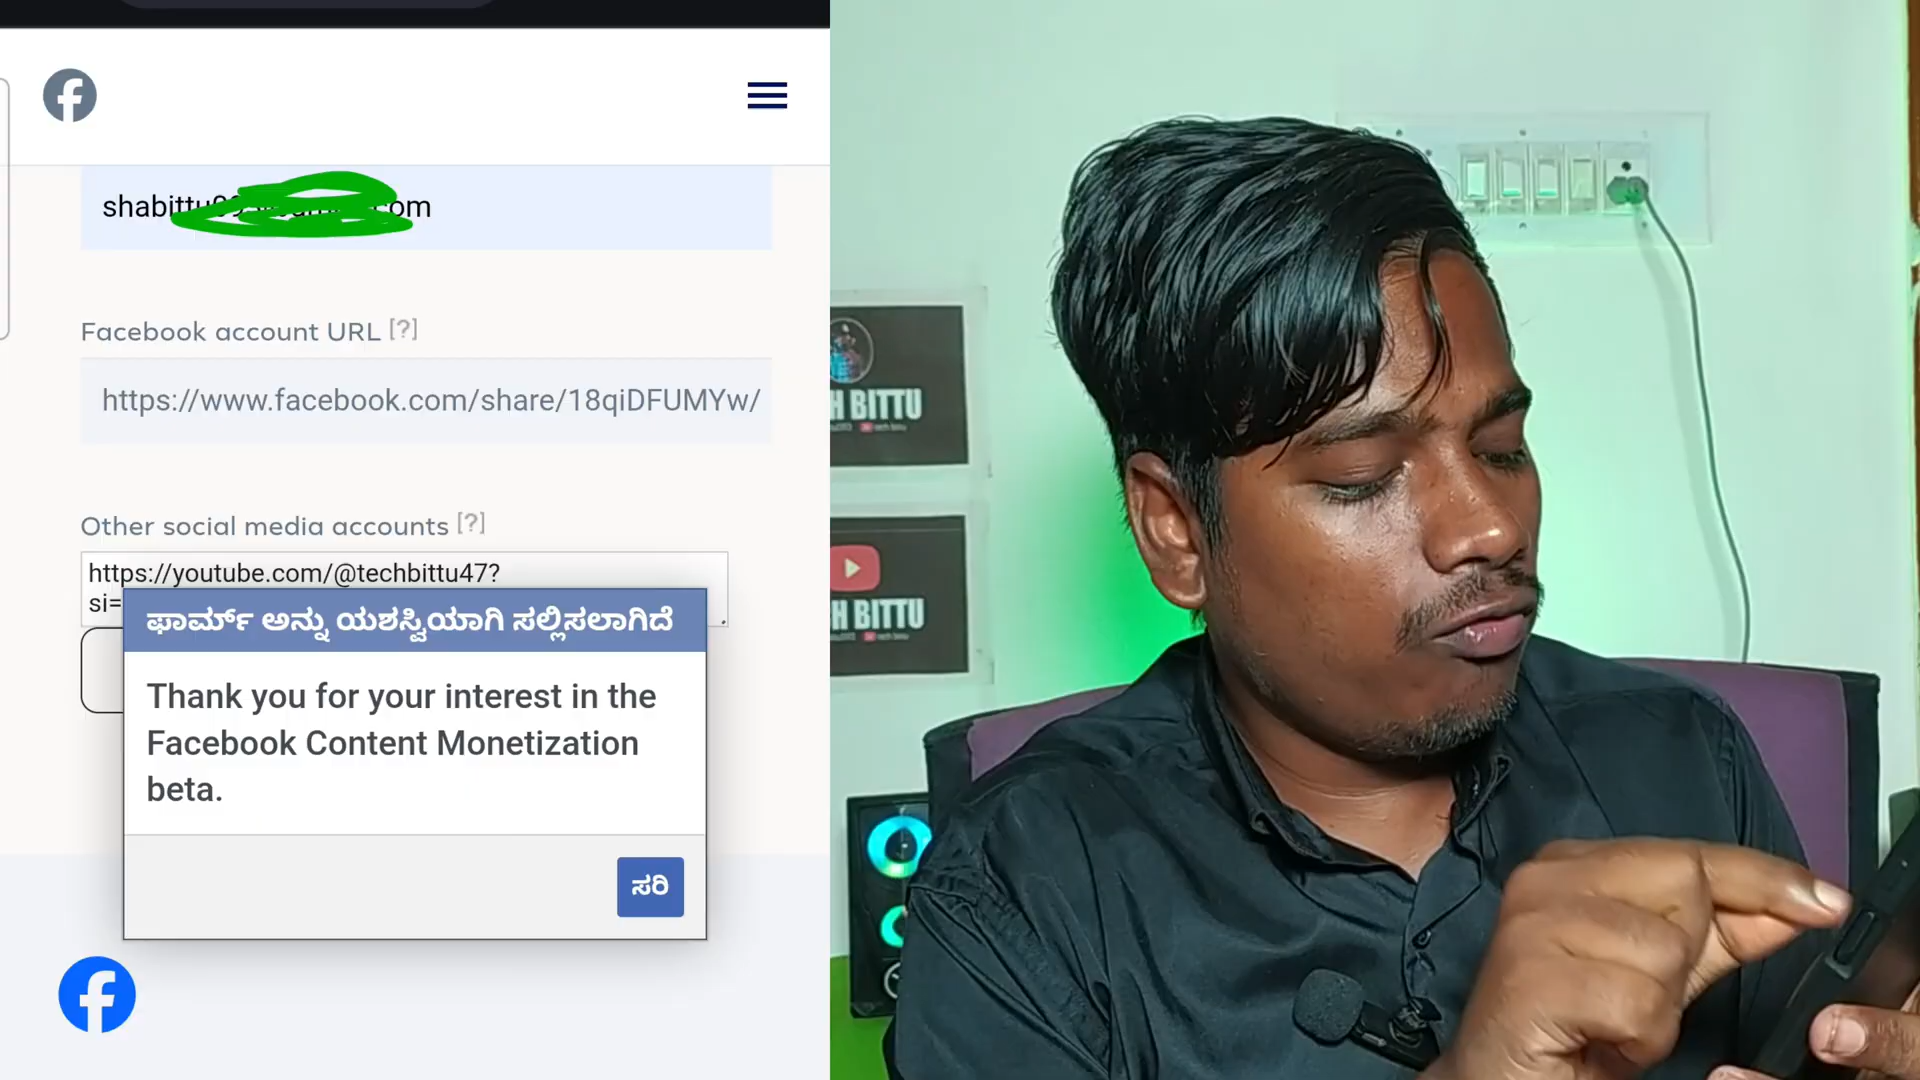 Facebook account URL [?]
https://www.facebook.com/share/18qiDFUMYw/
Other social media accounts [?]
https://youtube.com/@techbittu47?
si=
ಫಾರ್ಮ್ ಅನ್ನು ಯಶಸ್ವಿಯಾಗಿ ಸಲ್ಲಿಸಲಾಗಿದೆ
Thank you for your interest in the
Facebook Content Monetization
beta.
ಸರಿ
H BITTU
H BITTU